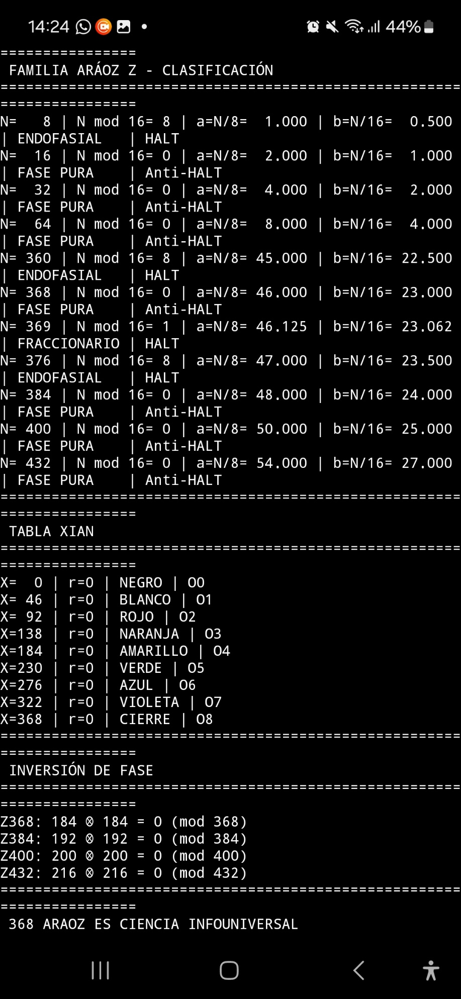 14:24 44%
================
FAMILIA ARÁOZ Z - CLASIFICACIÓN
======================================================
================
N=   8 | N mod 16= 8 | a=N/8=  1.000 | b=N/16=  0.500
| ENDOFASIAL   | HALT
N=  16 | N mod 16= 0 | a=N/8=  2.000 | b=N/16=  1.000
| FASE PURA    | Anti-HALT
N=  32 | N mod 16= 0 | a=N/8=  4.000 | b=N/16=  2.000
| FASE PURA    | Anti-HALT
N=  64 | N mod 16= 0 | a=N/8=  8.000 | b=N/16=  4.000
| FASE PURA    | Anti-HALT
N= 360 | N mod 16= 8 | a=N/8= 45.000 | b=N/16= 22.500
| ENDOFASIAL   | HALT
N= 368 | N mod 16= 0 | a=N/8= 46.000 | b=N/16= 23.000
| FASE PURA    | Anti-HALT
N= 369 | N mod 16= 1 | a=N/8= 46.125 | b=N/16= 23.062
| FRACCIONARIO | HALT
N= 376 | N mod 16= 8 | a=N/8= 47.000 | b=N/16= 23.500
| ENDOFASIAL   | HALT
N= 384 | N mod 16= 0 | a=N/8= 48.000 | b=N/16= 24.000
| FASE PURA    | Anti-HALT
N= 400 | N mod 16= 0 | a=N/8= 50.000 | b=N/16= 25.000
| FASE PURA    | Anti-HALT
N= 432 | N mod 16= 0 | a=N/8= 54.000 | b=N/16= 27.000
| FASE PURA    | Anti-HALT
======================================================
================
TABLA XIAN
======================================================
================
X=  0 | r=0 | NEGRO | O0
X= 46 | r=0 | BLANCO | O1
X= 92 | r=0 | ROJO | O2
X=138 | r=0 | NARANJA | O3
X=184 | r=0 | AMARILLO | O4
X=230 | r=0 | VERDE | O5
X=276 | r=0 | AZUL | O6
X=322 | r=0 | VIOLETA | O7
X=368 | r=0 | CIERRE | O8
======================================================
================
INVERSIÓN DE FASE
======================================================
================
Z368: 184 ⊗ 184 = 0 (mod 368)
Z384: 192 ⊗ 192 = 0 (mod 384)
Z400: 200 ⊗ 200 = 0 (mod 400)
Z432: 216 ⊗ 216 = 0 (mod 432)
======================================================
================
368 ARAOZ ES CIENCIA INFOUNIVERSAL